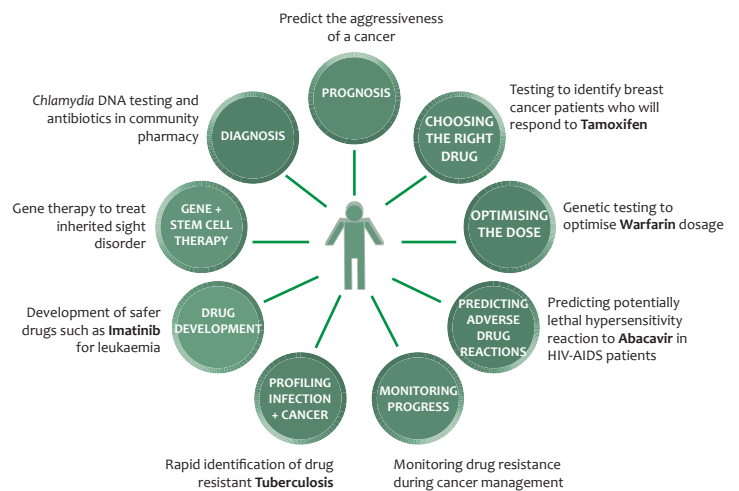 Predict the aggressiveness
of a cancer
PROGNOSIS
Testing to identify breast
cancer patients who will
respond to Tamoxifen
CHOOSING
THE RIGHT
DRUG
OPTIMISING
THE DOSE
Genetic testing to
optimise Warfarin dosage
PREDICTING
ADVERSE
DRUG
REACTIONS
Predicting potentially
lethal hypersensitivity
reaction to Abacavir in
HIV-AIDS patients
MONITORING
PROGRESS
Monitoring drug resistance
during cancer management
PROFILING
INFECTION
+ CANCER
Rapid identification of drug
resistant Tuberculosis
DRUG
DEVELOPMENT
Development of safer
drugs such as Imatinib
for leukaemia
GENE +
STEM CELL
THERAPY
Gene therapy to treat
inherited sight
disorder
DIAGNOSIS
Chlamydia DNA testing and
antibiotics in community
pharmacy